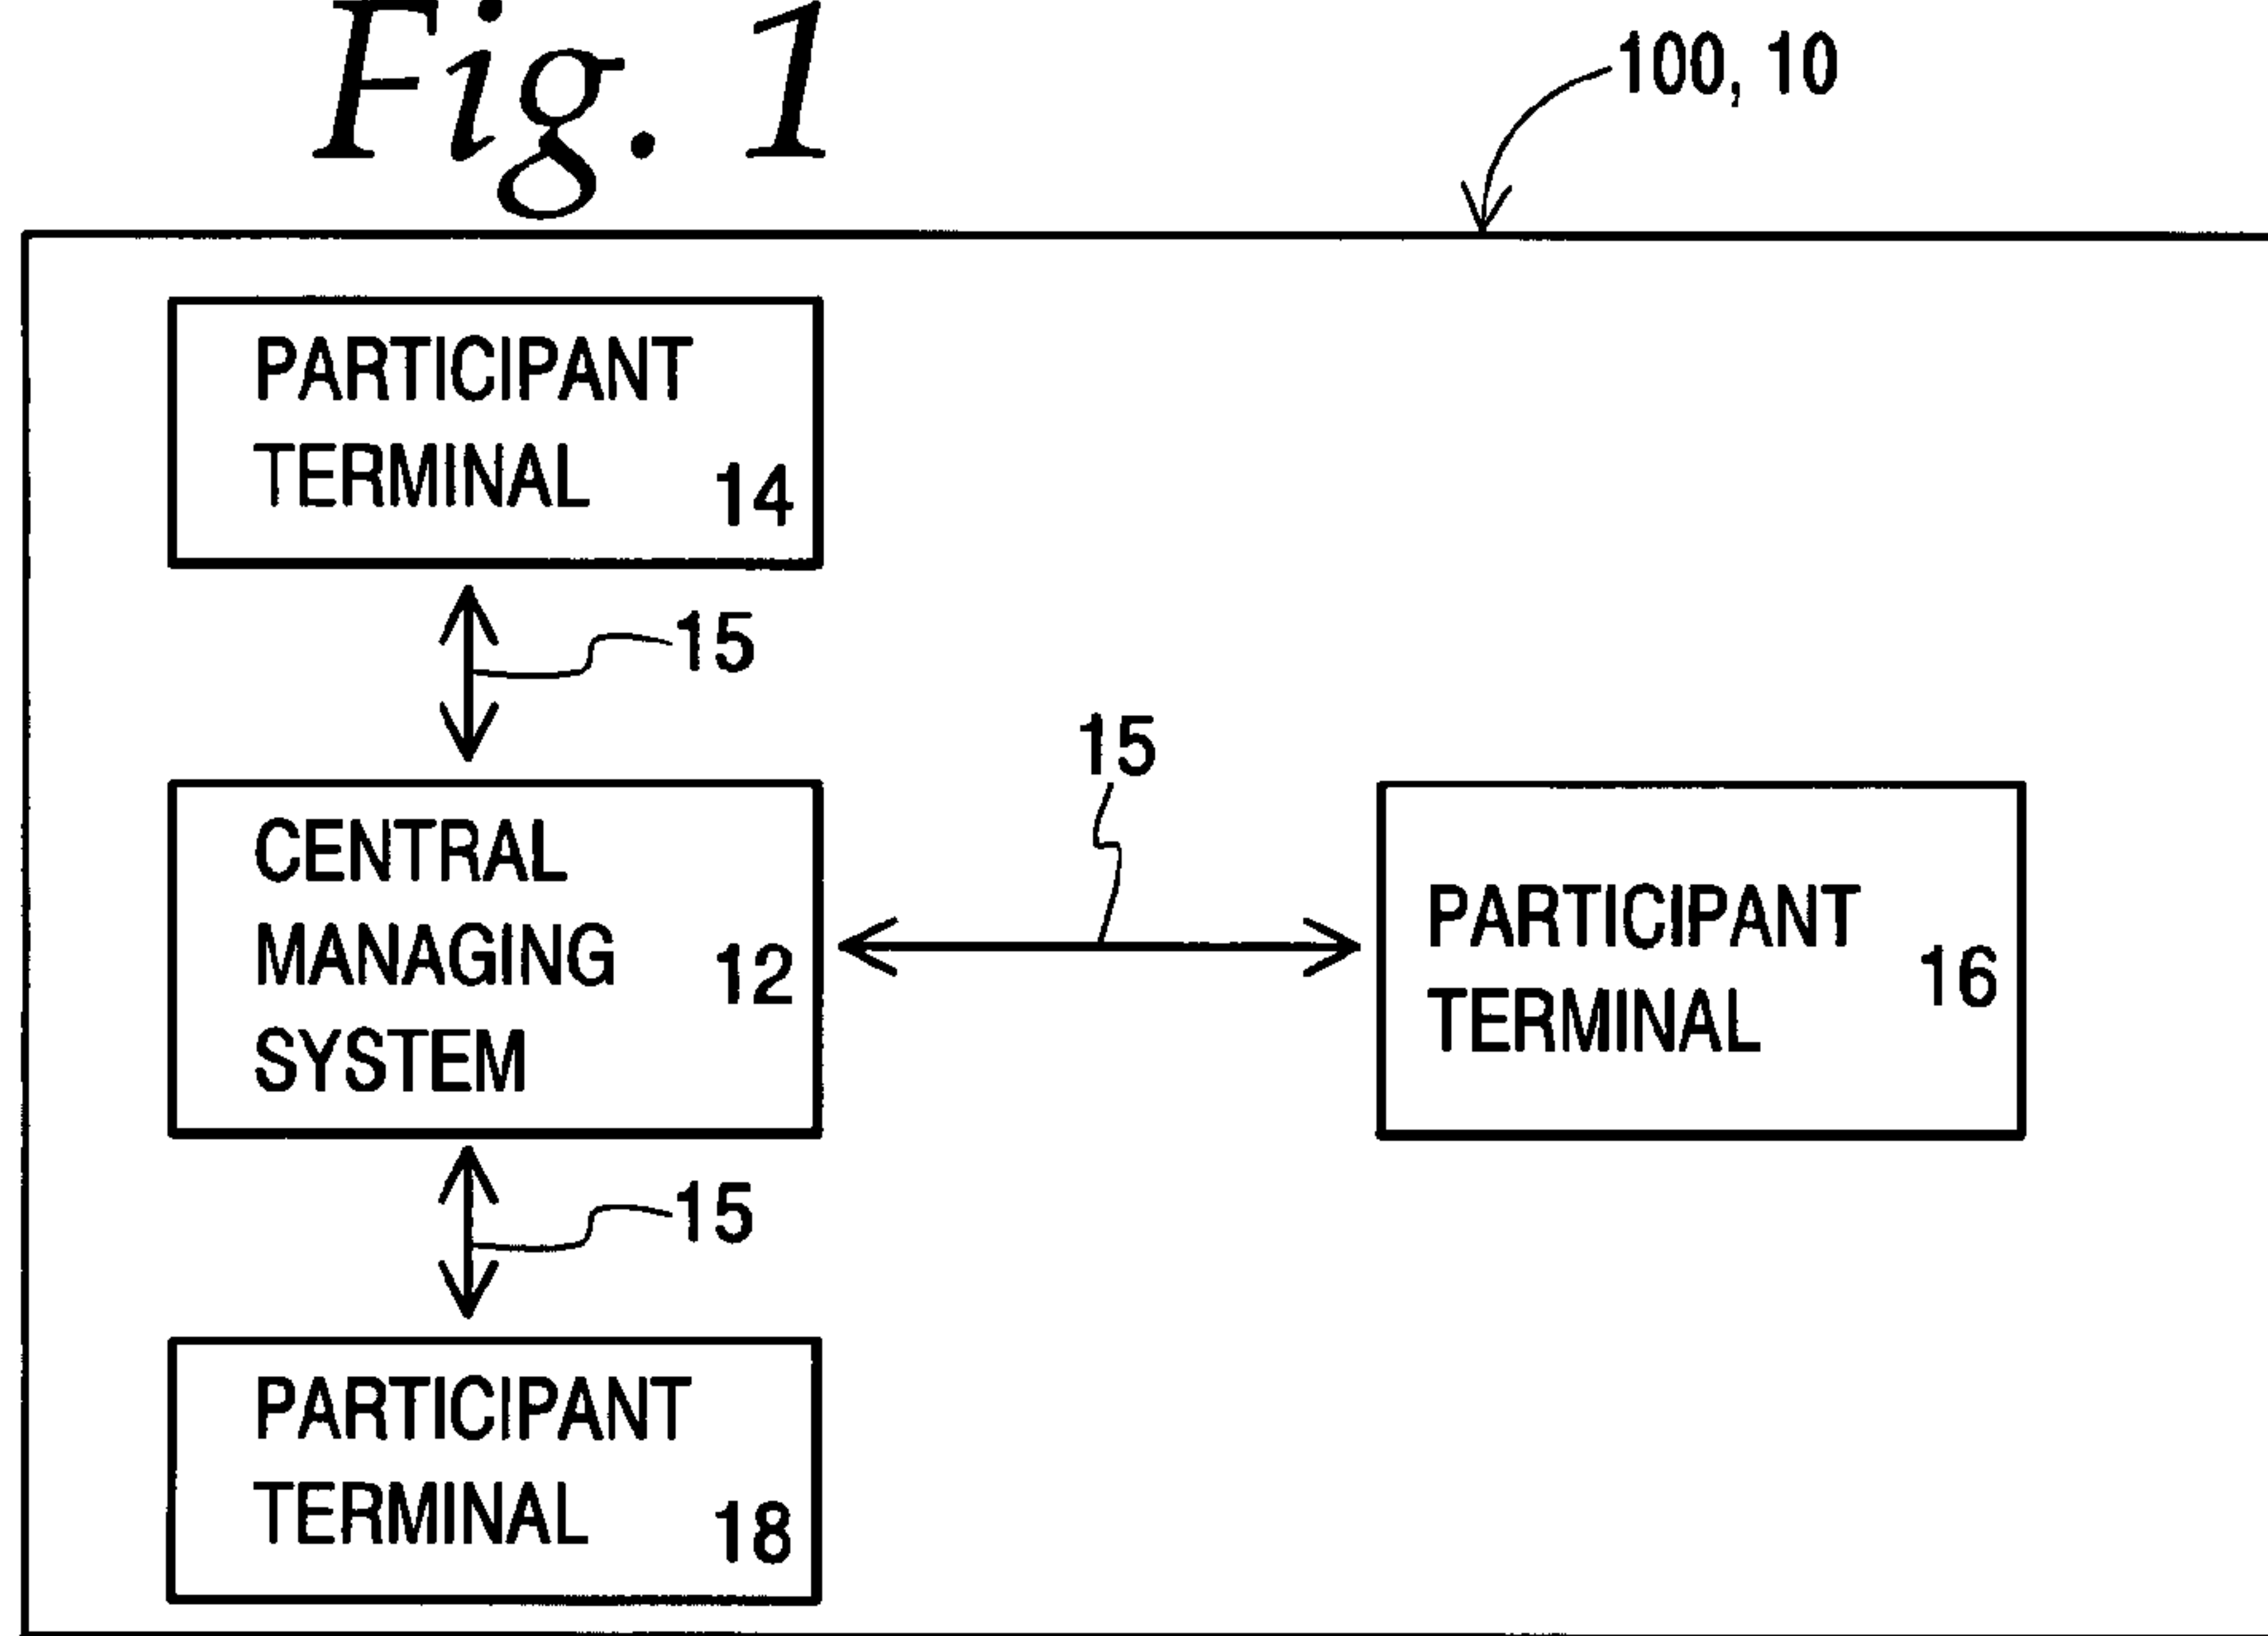 Fig. 1
100, 10
PARTICIPANT
TERMINAL
14
15
15
CENTRAL
MANAGING
SYSTEM
12
PARTICIPANT
TERMINAL
16
15
PARTICIPANT
TERMINAL
18